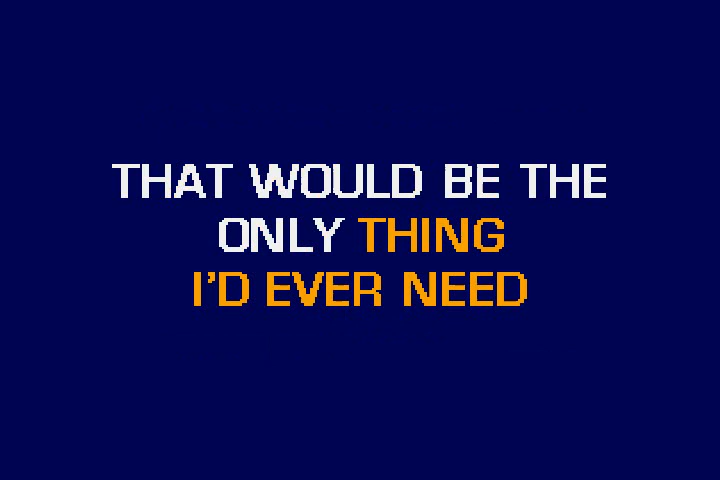 THAT WOULD BE THE
ONLY THING
I'D EVER NEED